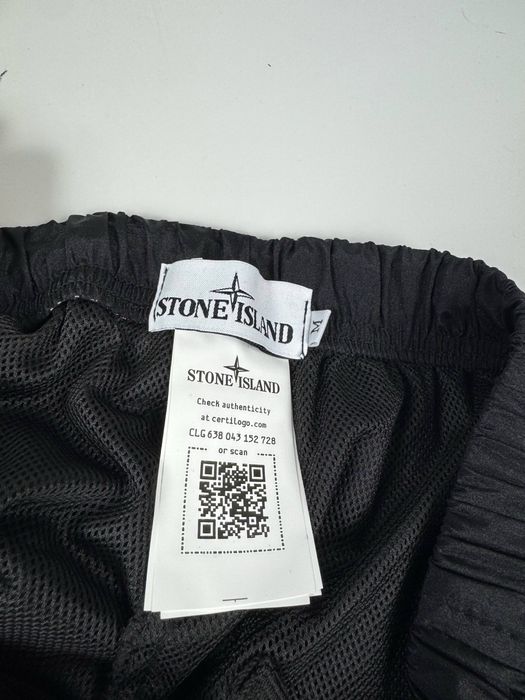 STONE ISLAND
M
STONE ISLAND
Check authenticity
at certilogo.com
CLG 638 043 152 728
or scan